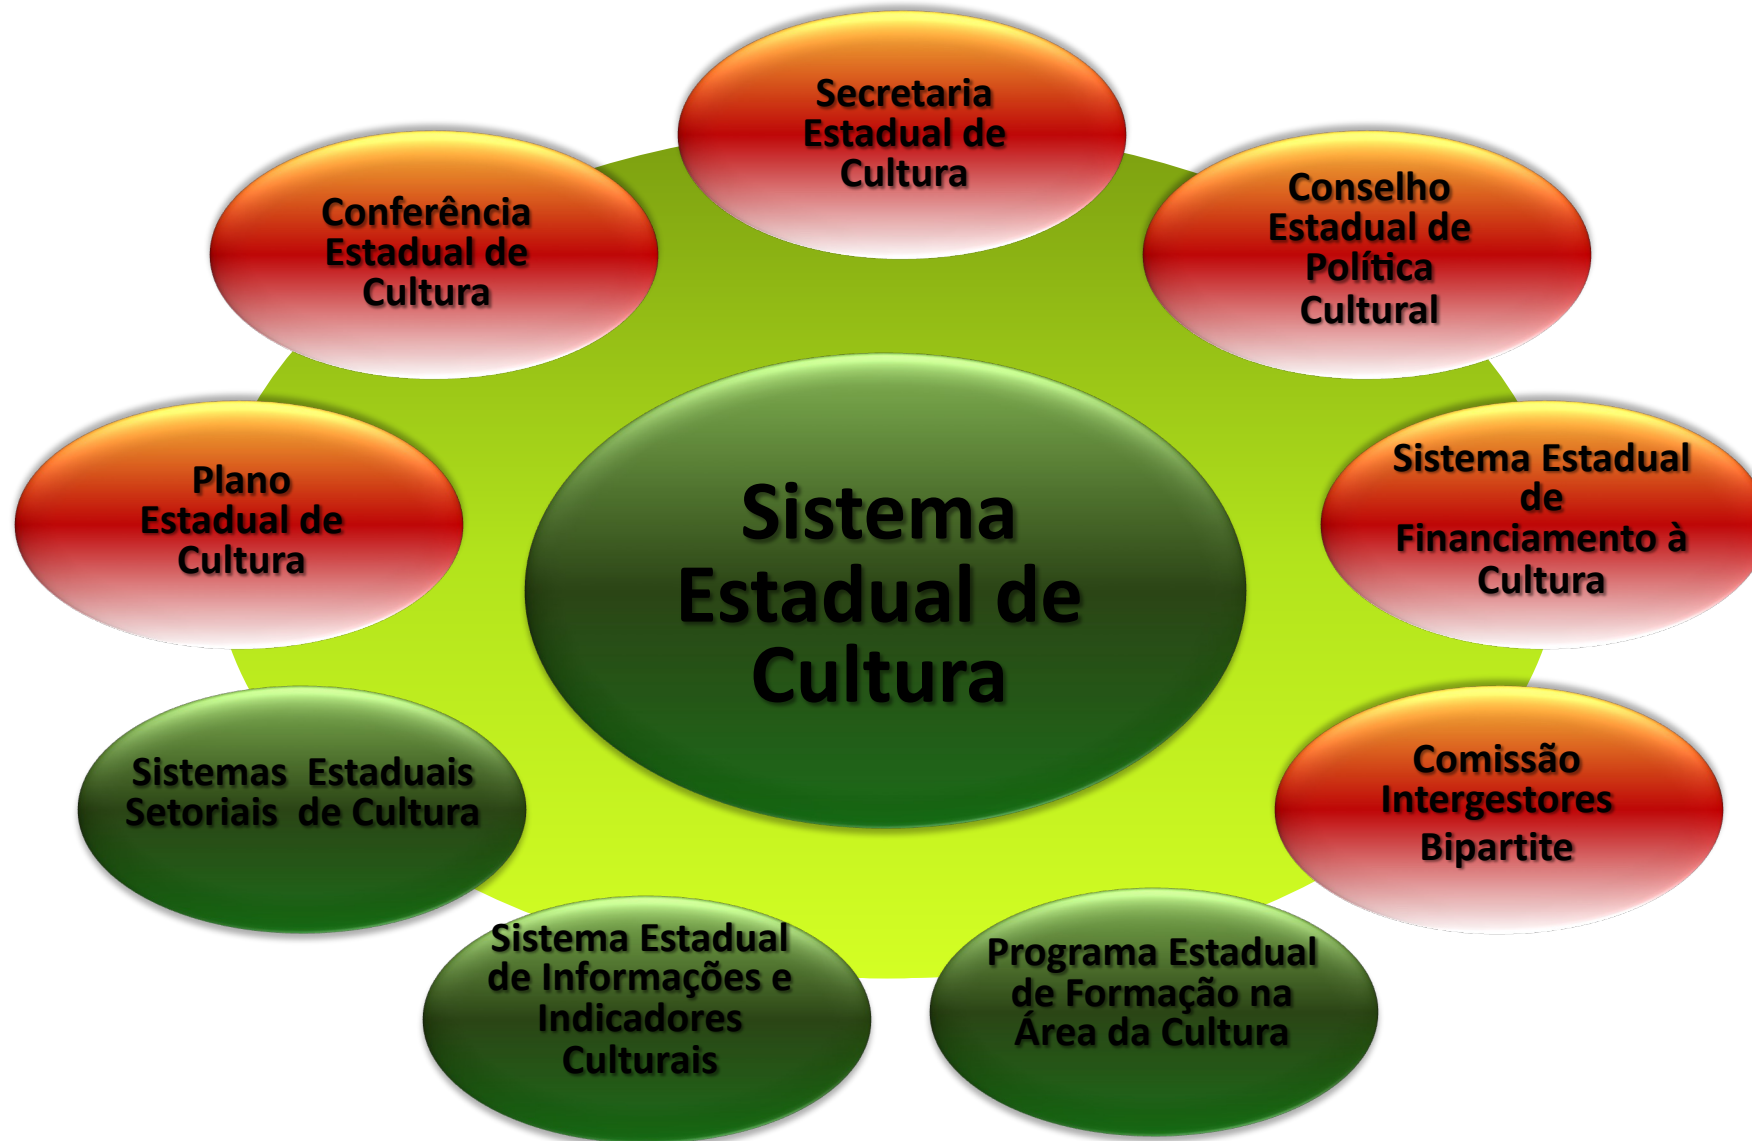 Secretaria
Estadual de
Cultura
Conselho
Estadual de
Política
Cultural
Conferência
Estadual de
Cultura
Sistema Estadual
de
Financiamento à
Cultura
Plano
Estadual de
Cultura
Sistema
Estadual de
Cultura
Comissão
Intergestores
Bipartite
Sistemas  Estaduais
Setoriais  de Cultura
Sistema Estadual
de Informações e
Indicadores
Culturais
Programa Estadual
de Formação na
Área da Cultura